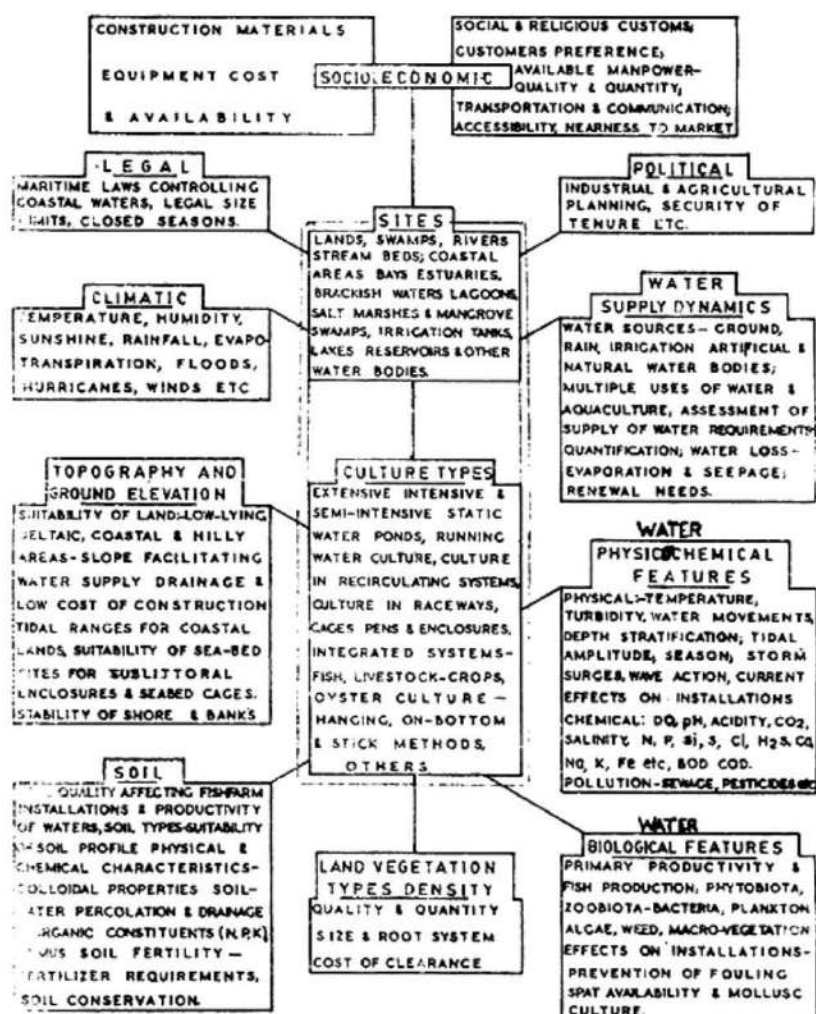 CONSTRUCTION MATERIALS
EQUIPMENT COST
& AVAILABILITY
SOCIO ECONOMIC
SOCIAL & RELIGIOUS CUSTOMS;
CUSTOMERS PREFERENCE;
AVAILABLE MANPOWER-
QUALITY & QUANTITY;
TRANSPORTATION & COMMUNICATION;
ACCESSIBILITY, NEARNESS TO MARKET
LEGAL
MARITIME LAWS CONTROLLING
COASTAL WATERS, LEGAL SIZE
LIMITS, CLOSED SEASONS.
POLITICAL
INDUSTRIAL & AGRICULTURAL
PLANNING, SECURITY OF
TENURE ETC.
SITES
LANDS, SWAMPS, RIVERS
STREAM BEDS; COASTAL
AREAS BAYS ESTUARIES,
BRACKISH WATERS LAGOONS,
SALT MARSHES & MANGROVE
SWAMPS, IRRIGATION TANKS,
LAKES RESERVOIRS & OTHER
WATER BODIES.
CLIMATIC
TEMPERATURE, HUMIDITY,
SUNSHINE, RAINFALL, EVAPO-
TRANSPIRATION, FLOODS,
HURRICANES, WINDS ETC
WATER
SUPPLY DYNAMICS
WATER SOURCES- GROUND,
RAIN, IRRIGATION ARTIFICIAL &
NATURAL WATER BODIES;
MULTIPLE USES OF WATER &
AQUACULTURE, ASSESSMENT OF
SUPPLY OF WATER REQUIREMENTS-
QUANTIFICATION; WATER LOSS-
EVAPORATION & SEEPAGE;
RENEWAL NEEDS.
TOPOGRAPHY AND
GROUND ELEVATION
SUITABILITY OF LAND:-LOW-LYING,
DELTAIC, COASTAL & HILLY
AREAS-SLOPE FACILITATING
WATER SUPPLY DRAINAGE &
LOW COST OF CONSTRUCTION
TIDAL RANGES FOR COASTAL
LANDS, SUITABILITY OF SEA-BED
SITES FOR SUBLITTORAL
ENCLOSURES & SEABED CAGES.
STABILITY OF SHORE & BANKS
CULTURE TYPES
EXTENSIVE INTENSIVE &
SEMI-INTENSIVE STATIC
WATER PONDS, RUNNING
WATER CULTURE, CULTURE
IN RECIRCULATING SYSTEMS,
CULTURE IN RACEWAYS,
CAGES PENS & ENCLOSURES,
INTEGRATED SYSTEMS-
FISH, LIVESTOCK-CROPS,
OYSTER CULTURE -
HANGING, ON-BOTTOM
& STICK METHODS,
OTHERS
WATER
PHYSICOCHEMICAL
FEATURES
PHYSICAL:-TEMPERATURE,
TURBIDITY, WATER MOVEMENTS,
DEPTH STRATIFICATION; TIDAL
AMPLITUDE, SEASON; STORM
SURGES, WAVE ACTION, CURRENT
EFFECTS ON INSTALLATIONS
CHEMICAL: DO, pH, ACIDITY, CO2,
SALINITY, N, P, Si, S, Cl, H2S, Ca,
Na, K, Fe etc, BOD COD.
POLLUTION-SEWAGE, PESTICIDES etc
SOIL
QUALITY AFFECTING FISHFARM
INSTALLATIONS & PRODUCTIVITY
OF WATERS, SOIL TYPES-SUITABILITY
OF SOIL PROFILE PHYSICAL &
CHEMICAL CHARACTERISTICS-
COLLOIDAL PROPERTIES SOIL-
WATER PERCOLATION & DRAINAGE
CONSTITUENTS (N.P.K)
HUMUS SOIL FERTILITY-
FERTILIZER REQUIREMENTS,
SOIL CONSERVATION.
LAND VEGETATION
TYPES DENSITY
QUALITY & QUANTITY
SIZE & ROOT SYSTEM
COST OF CLEARANCE
WATER
BIOLOGICAL FEATURES
PRIMARY PRODUCTIVITY &
FISH PRODUCTION, PHYTOBIOTA,
ZOOBIOTA-BACTERIA, PLANKTON
ALGAE, WEED, MACRO-VEGETATION
EFFECTS ON INSTALLATIONS-
PREVENTION OF FOULING
SPAT AVAILABILITY & MOLLUSC
CULTURE.